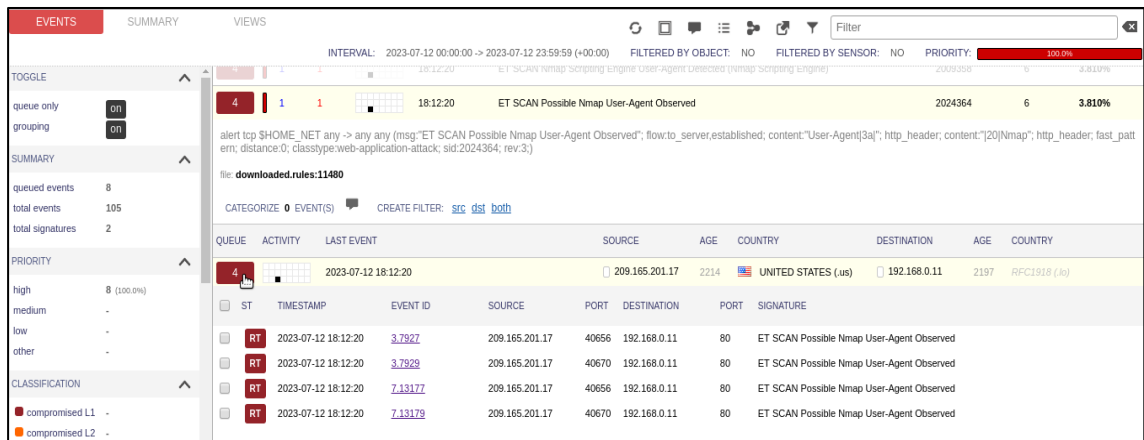 EVENTS SUMMARY VIEWS Filter
INTERVAL: 2023-07-12 00:00:00 -> 2023-07-12 23:59:59 (+00:00) FILTERED BY OBJECT: NO FILTERED BY SENSOR: NO PRIORITY: 100.0%
TOGGLE
queue only on
grouping on
SUMMARY
queued events 8
total events 105
total signatures 2
PRIORITY
high 8 (100.0%)
medium -
low -
other -
CLASSIFICATION
compromised L1 -
compromised L2 -
4 1 1 18:12:20 ET SCAN Nmap Scripting Engine User-Agent Detected (Nmap Scripting Engine) 2009358 6 3.810%
4 1 1 18:12:20 ET SCAN Possible Nmap User-Agent Observed 2024364 6 3.810%
alert tcp $HOME_NET any -> any any (msg:"ET SCAN Possible Nmap User-Agent Observed"; flow:to_server,established; content:"User-Agent|3a|"; http_header; content:"|20|Nmap"; http_header; fast_patt
ern; distance:0; classtype:web-application-attack; sid:2024364; rev:3;)
file: downloaded.rules:11480
CATEGORIZE 0 EVENT(S) CREATE FILTER: src dst both
QUEUE ACTIVITY LAST EVENT SOURCE AGE COUNTRY DESTINATION AGE COUNTRY
4 2023-07-12 18:12:20 209.165.201.17 2214 UNITED STATES (.us) 192.168.0.11 2197 RFC1918 (.lo)
ST TIMESTAMP EVENT ID SOURCE PORT DESTINATION PORT SIGNATURE
RT 2023-07-12 18:12:20 3.7927 209.165.201.17 40656 192.168.0.11 80 ET SCAN Possible Nmap User-Agent Observed
RT 2023-07-12 18:12:20 3.7929 209.165.201.17 40670 192.168.0.11 80 ET SCAN Possible Nmap User-Agent Observed
RT 2023-07-12 18:12:20 7.13177 209.165.201.17 40656 192.168.0.11 80 ET SCAN Possible Nmap User-Agent Observed
RT 2023-07-12 18:12:20 7.13179 209.165.201.17 40670 192.168.0.11 80 ET SCAN Possible Nmap User-Agent Observed